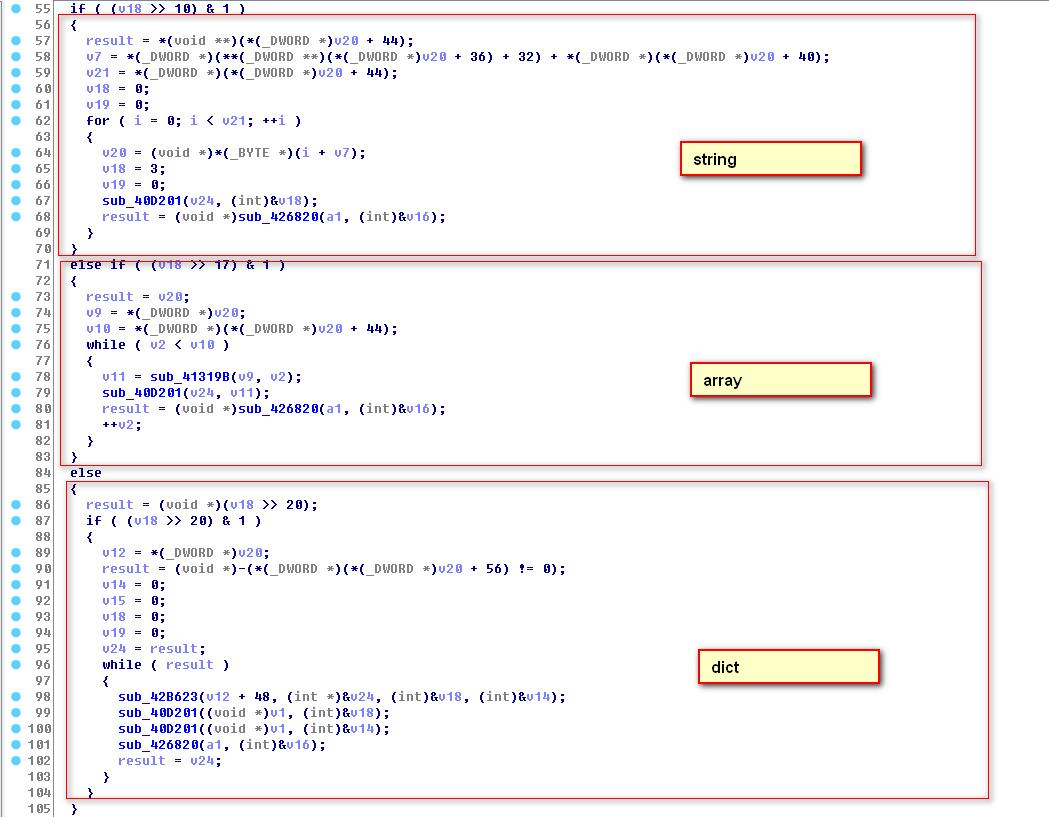 55 if ( (v18 >> 10) & 1 )
56 {
57 result = *(void **)(*(_DWORD *)v20 + 44);
58 v7 = *(_DWORD *)(**(_DWORD **)(*(_DWORD *)v20 + 36) + 32) + *(_DWORD *)(*(_DWORD *)v20 + 40);
59 v21 = *(_DWORD *)(*(_DWORD *)v20 + 44);
60 v18 = 0;
61 v19 = 0;
62 for ( i = 0; i < v21; ++i )
63 {
64 v20 = (void *)*(_BYTE *)(i + v7);
65 v18 = 3;
66 v19 = 0;
67 sub_40D201(v24, (int)&v18);
68 result = (void *)sub_426820(a1, (int)&v16);
69 }
70 }
string
71 else if ( (v18 >> 17) & 1 )
72 {
73 result = v20;
74 v9 = *(_DWORD *)v20;
75 v10 = *(_DWORD *)(*(_DWORD *)v20 + 44);
76 while ( v2 < v10 )
77 {
78 v11 = sub_41319B(v9, v2);
79 sub_40D201(v24, v11);
80 result = (void *)sub_426820(a1, (int)&v16);
81 ++v2;
82 }
83 }
array
84 else
85 {
86 result = (void *)(v18 >> 20);
87 if ( (v18 >> 20) & 1 )
88 {
89 v12 = *(_DWORD *)v20;
90 result = (void *)-(*(_DWORD *)(*(_DWORD *)v20 + 56) != 0);
91 v14 = 0;
92 v15 = 0;
93 v18 = 0;
94 v19 = 0;
95 v24 = result;
96 while ( result )
97 {
98 sub_42B623(v12 + 48, (int *)&v24, (int)&v18, (int)&v14);
99 sub_40D201((void *)v1, (int)&v18);
100 sub_40D201((void *)v1, (int)&v14);
101 sub_426820(a1, (int)&v16);
102 result = v24;
103 }
104 }
105 }
dict